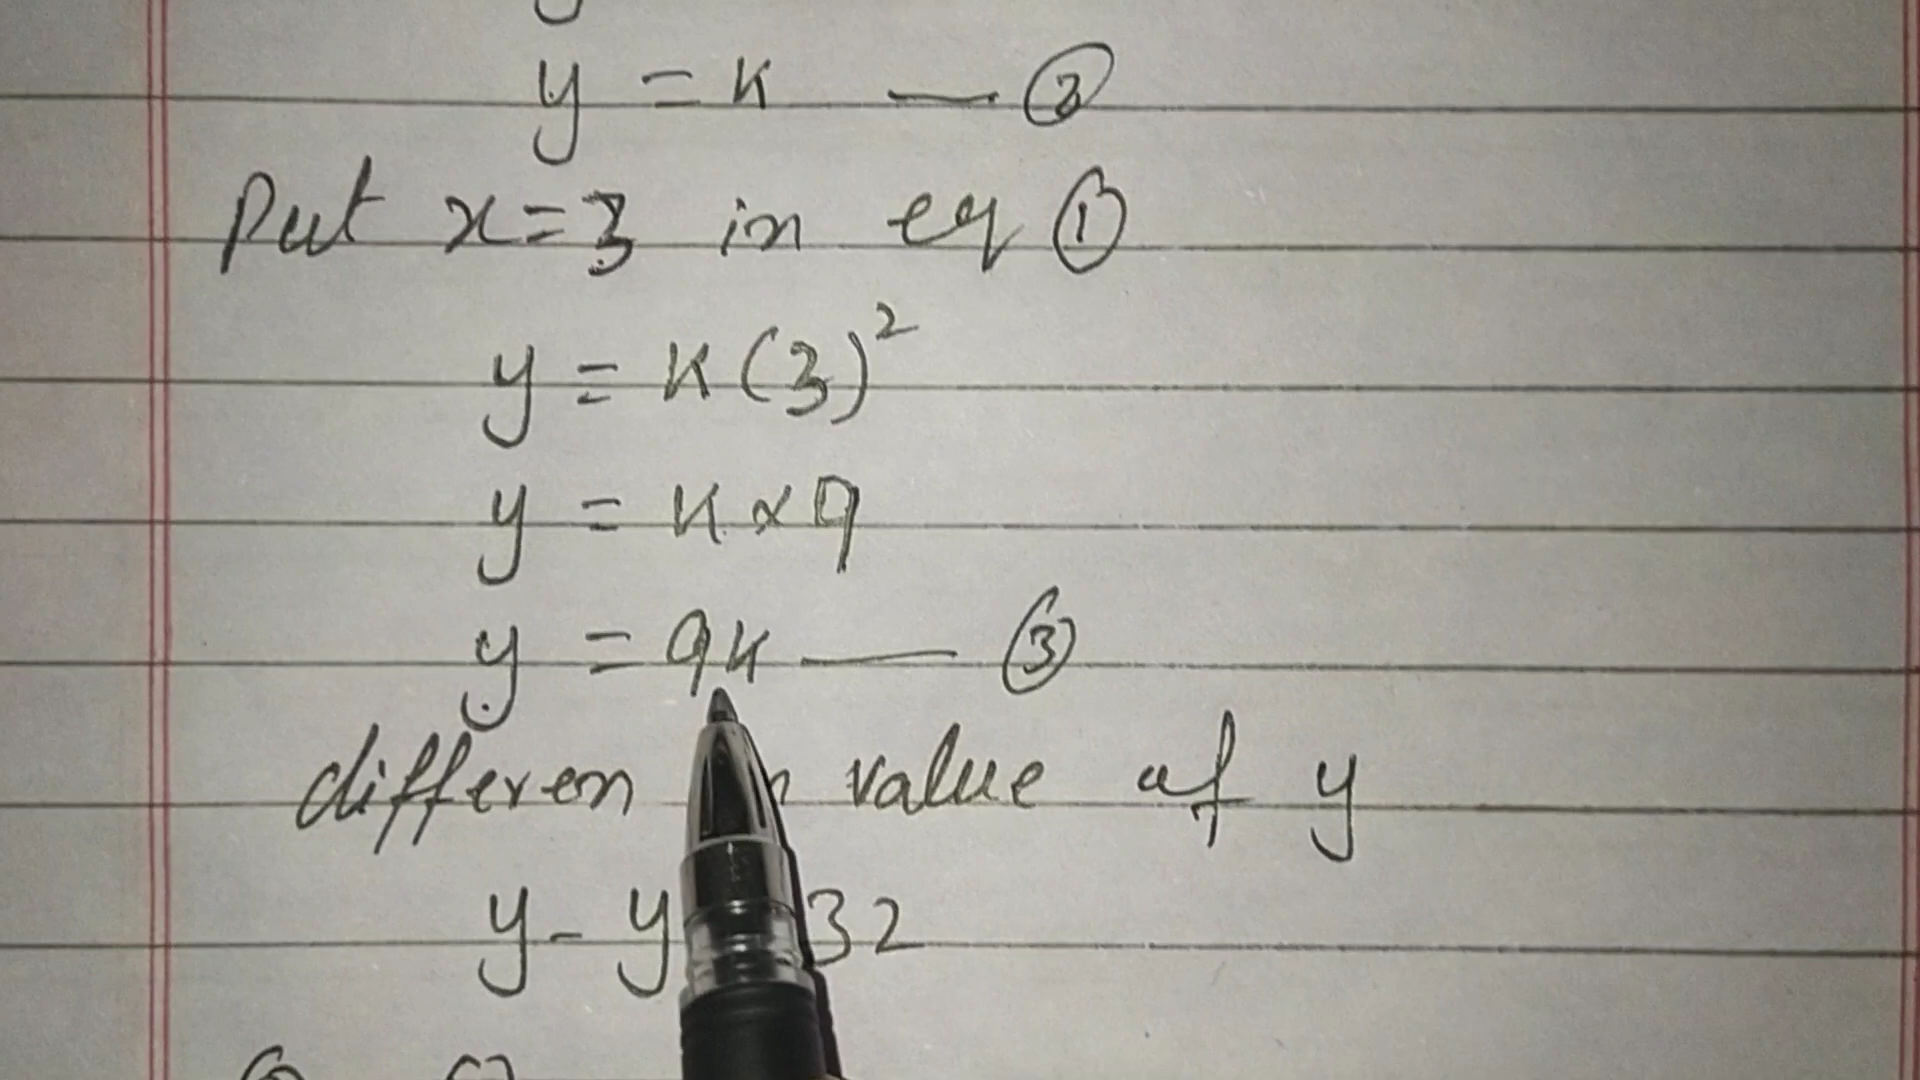 y = k — ②
Put x=3 in eq ①
y = k(3)²
y = k×9
y = 9k — ③
differen value of y
y - y 32